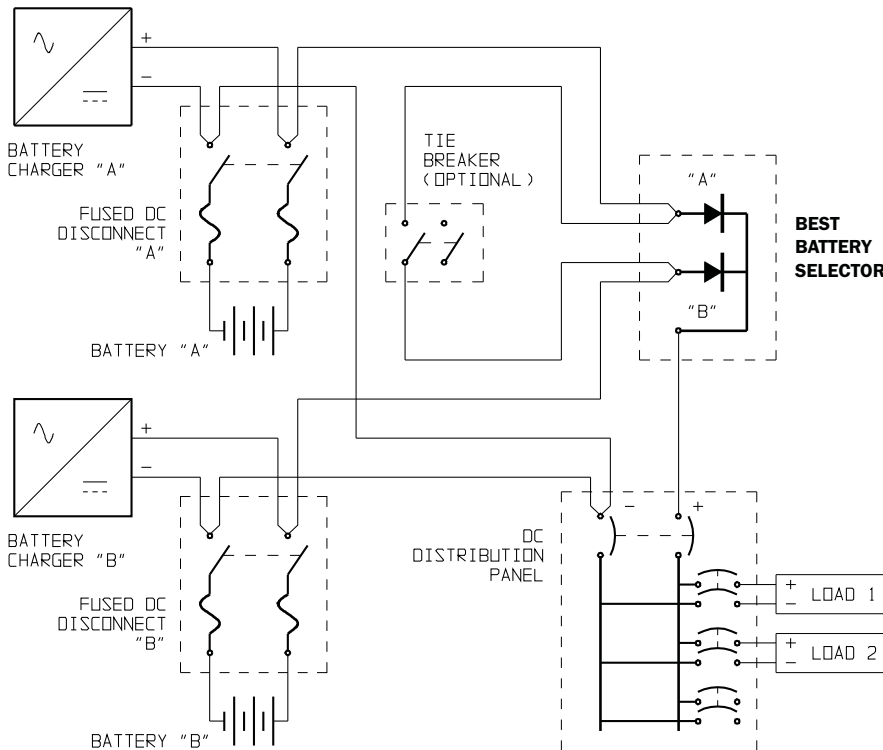 +
−
BATTERY
CHARGER "A"
FUSED DC
DISCONNECT
"A"
BATTERY "A"
TIE
BREAKER
(OPTIONAL)
"A"
"B"
BEST
BATTERY
SELECTOR
+
−
BATTERY
CHARGER "B"
FUSED DC
DISCONNECT
"B"
BATTERY "B"
DC
DISTRIBUTION
PANEL
− +
+
−
LOAD 1
+
−
LOAD 2